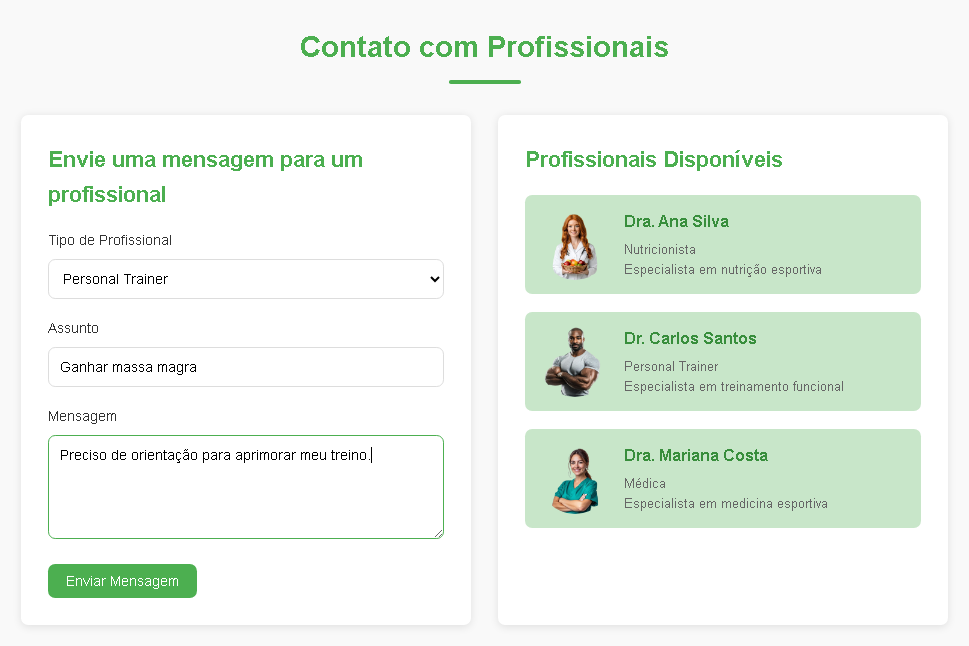 Contato com Profissionais
Envie uma mensagem para um
profissional
Tipo de Profissional
Personal Trainer
Assunto
Ganhar massa magra
Mensagem
Preciso de orientação para aprimorar meu treino.
Enviar Mensagem
Profissionais Disponíveis
Dra. Ana Silva
Nutricionista
Especialista em nutrição esportiva
Dr. Carlos Santos
Personal Trainer
Especialista em treinamento funcional
Dra. Mariana Costa
Médica
Especialista em medicina esportiva